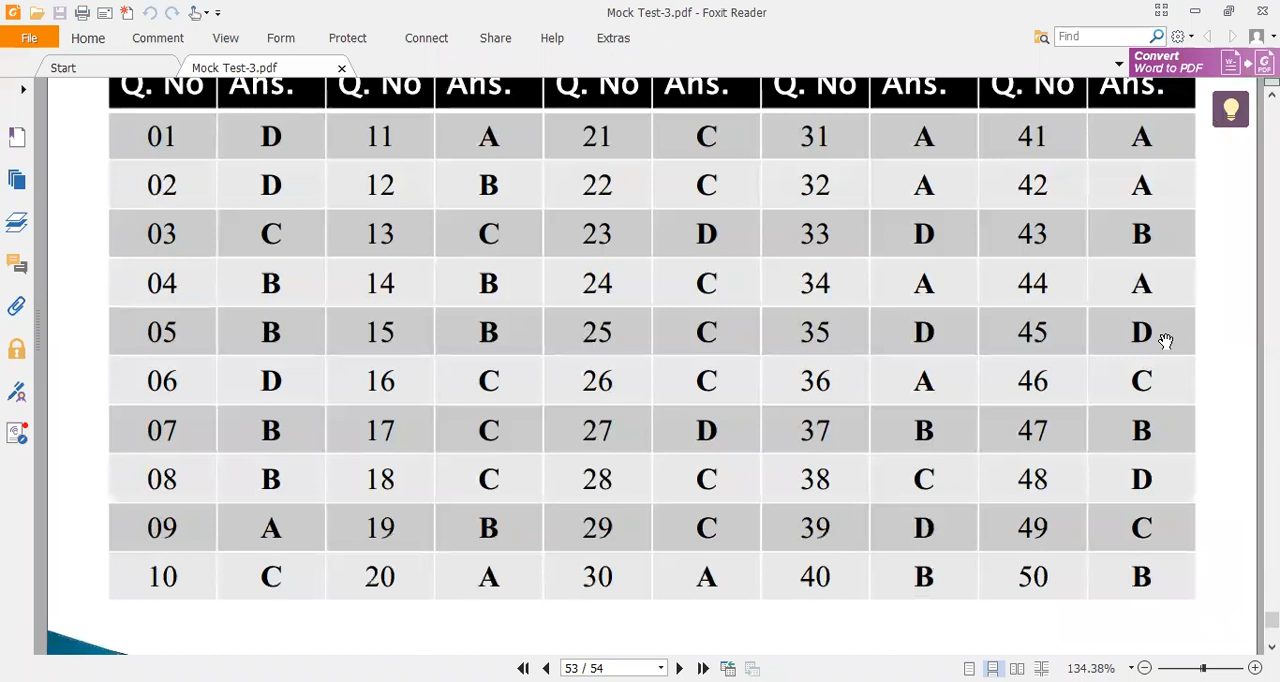 Mock Test-3.pdf - Foxit Reader
File Home Comment View Form Protect Connect Share Help Extras Find
Start Mock Test-3.pdf Convert
Word to PDF
Q. No Ans. Q. No Ans. Q. No Ans. Q. No Ans. Q. No Ans.
01 D 11 A 21 C 31 A 41 A
02 D 12 B 22 C 32 A 42 A
03 C 13 C 23 D 33 D 43 B
04 B 14 B 24 C 34 A 44 A
05 B 15 B 25 C 35 D 45 D
06 D 16 C 26 C 36 A 46 C
07 B 17 C 27 D 37 B 47 B
08 B 18 C 28 C 38 C 48 D
09 A 19 B 29 C 39 D 49 C
10 C 20 A 30 A 40 B 50 B
53 / 54 134.38%